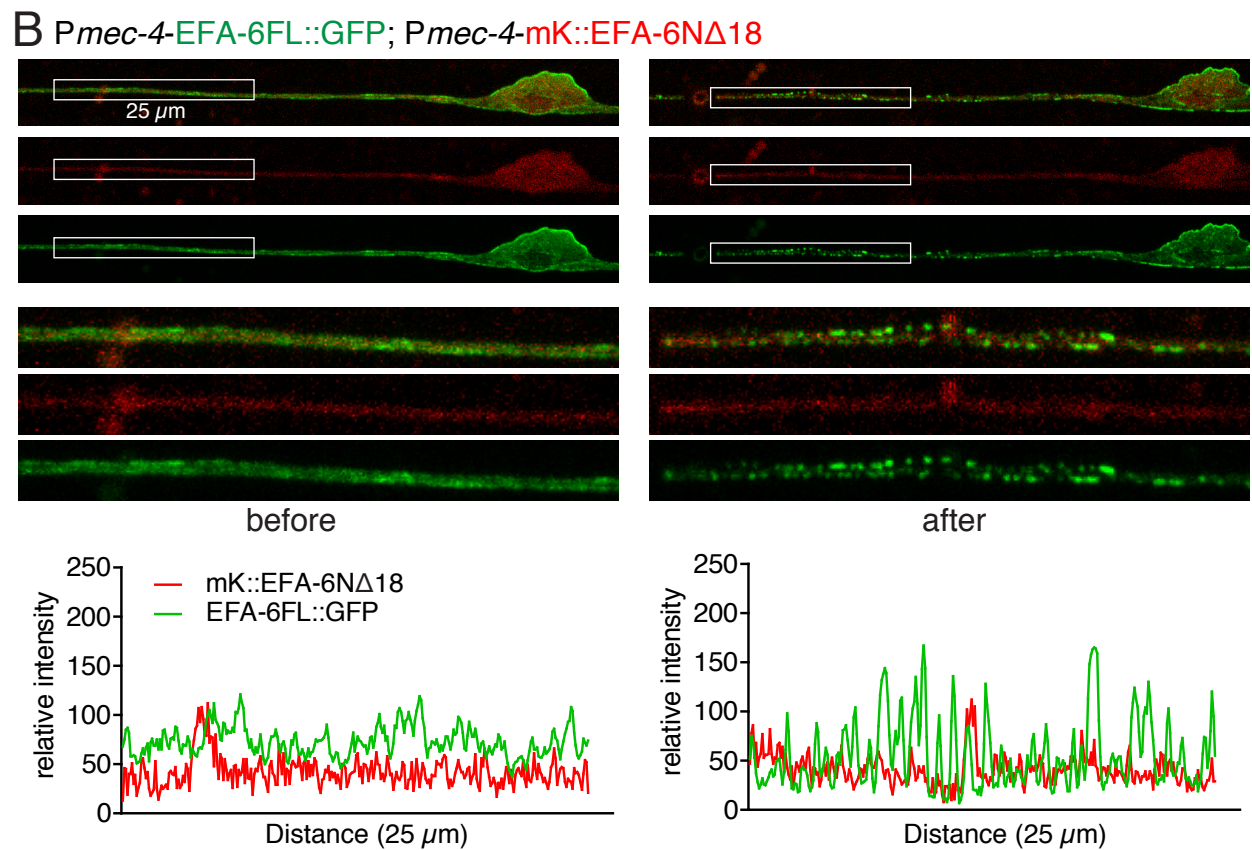 B Pmec-4-EFA-6FL::GFP; Pmec-4-mK::EFA-6NΔ18
25 µm
before
after
250
200
150
100
50
0
relative intensity
mK::EFA-6NΔ18
EFA-6FL::GFP
Distance (25 µm)
250
200
150
100
50
0
relative intensity
Distance (25 µm)